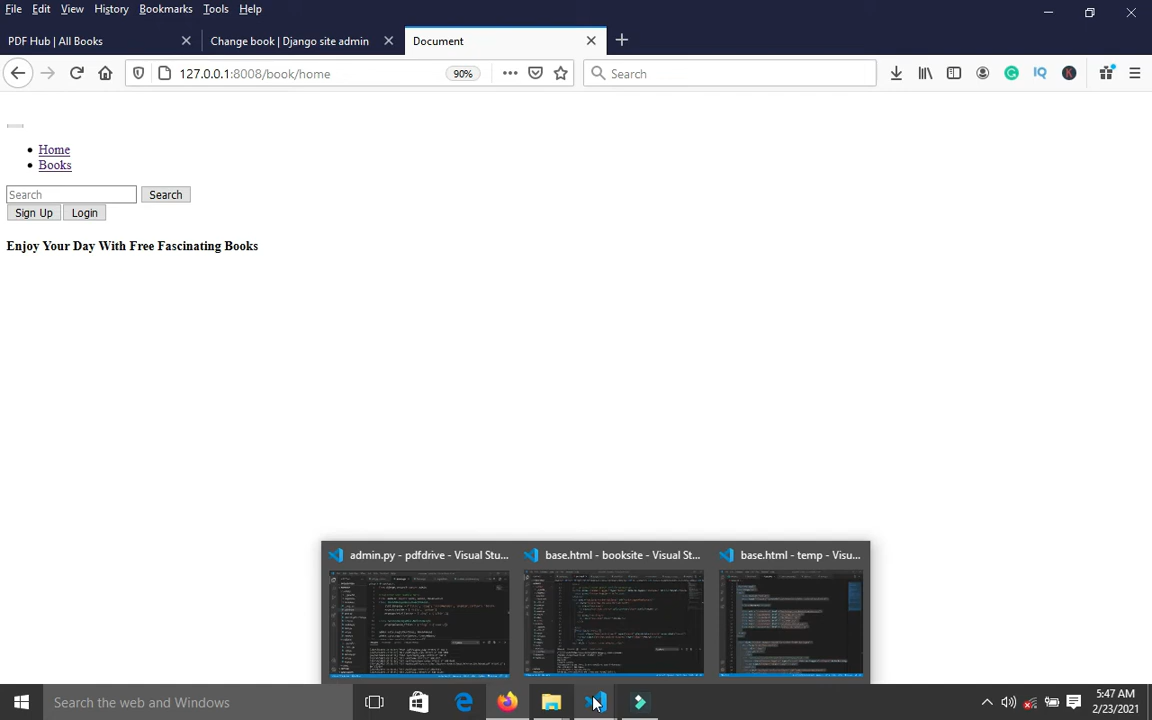 File Edit View History Bookmarks Tools Help
PDF Hub | All Books
Change book | Django site admin
Document
127.0.0.1:8008/book/home
90%
Search
Home
Books
Search
Search
Sign Up
Login
Enjoy Your Day With Free Fascinating Books
admin.py - pdfdrive - Visual Stu...
base.html - booksite - Visual St...
base.html - temp - Visu...
Search the web and Windows
5:47 AM
2/23/2021